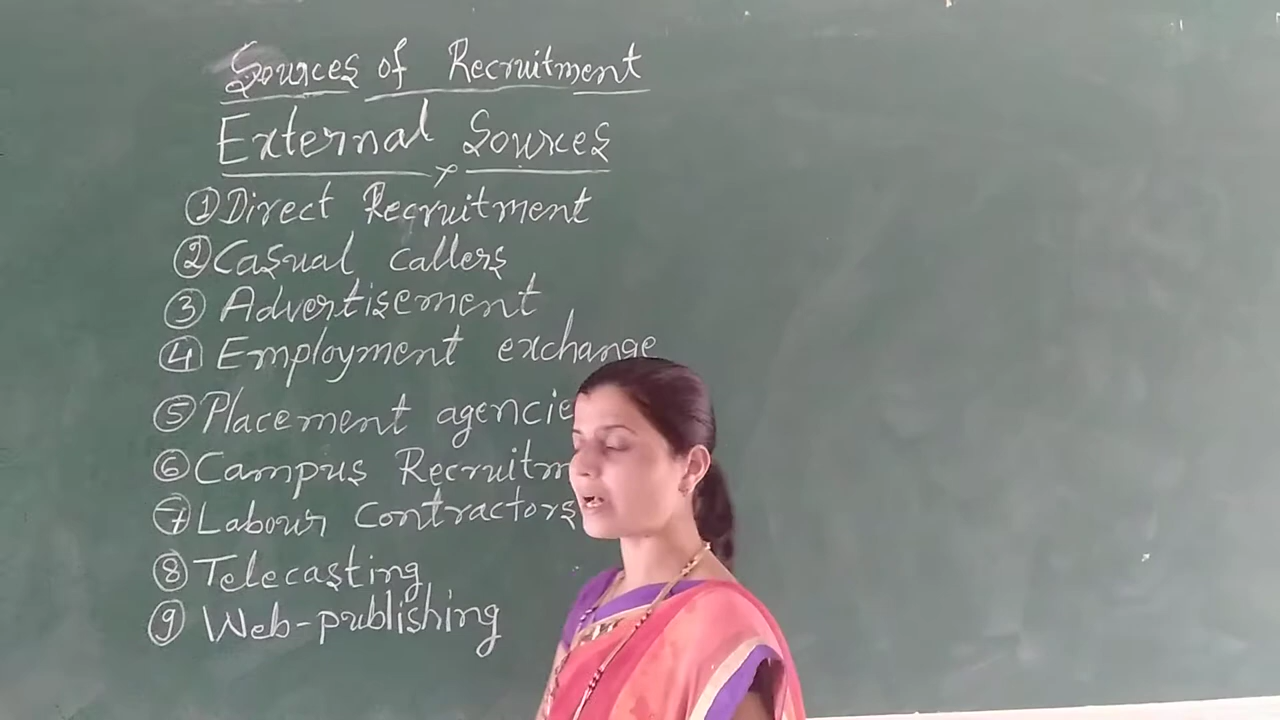 Sources of Recruitment
External Sources
① Direct Recruitment
② Casual callers
③ Advertisement
④ Employment exchange
⑤ Placement agencie
⑥ Campus Recruitm
⑦ Labour contractors
⑧ Telecasting
⑨ Web-publishing